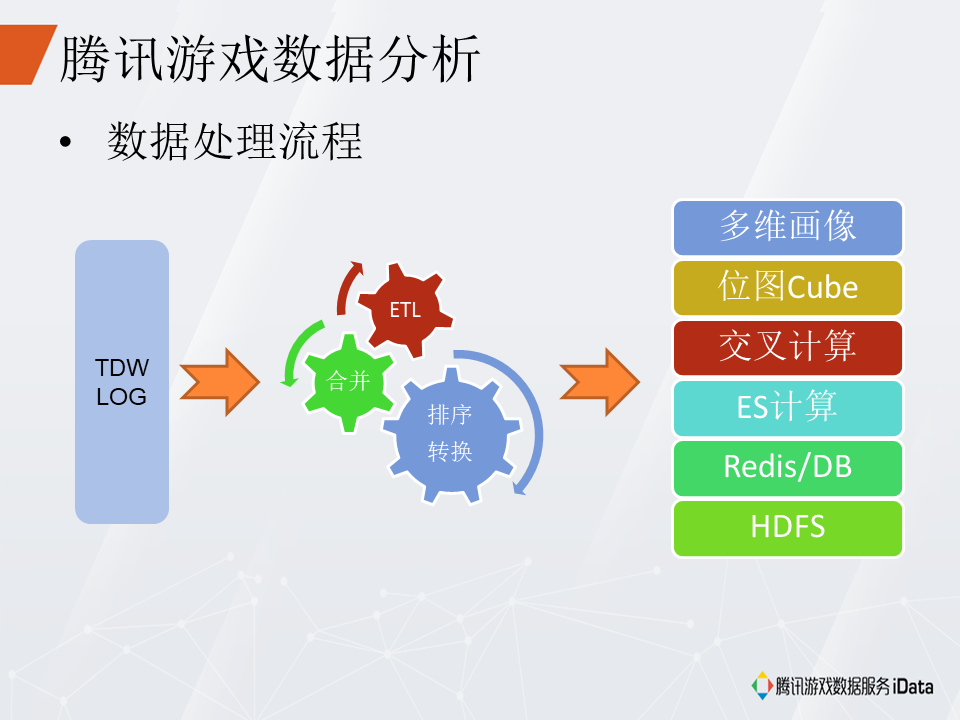 腾讯游戏数据分析
• 数据处理流程
TDW
LOG
ETL
合并
排序
转换
多维画像
位图Cube
交叉计算
ES计算
Redis/DB
HDFS
腾讯游戏数据服务 iData